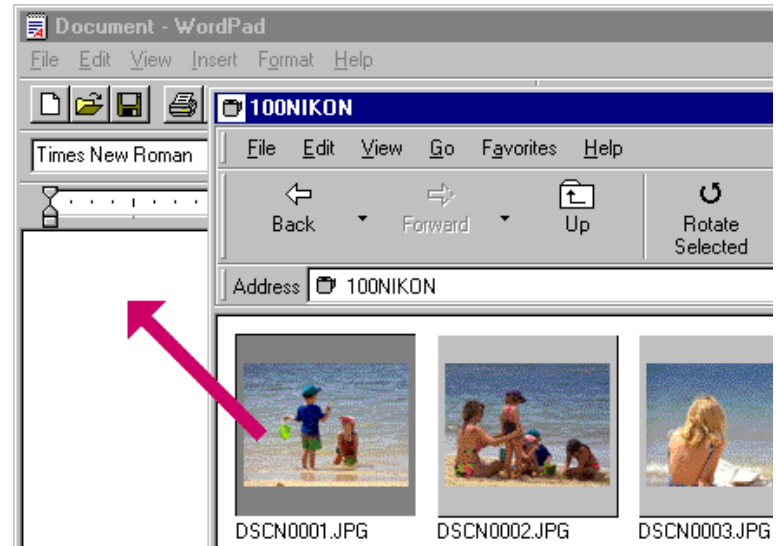 Document - WordPad
File Edit View Insert Format Help
100NIKON
Times New Roman
File Edit View Go Favorites Help
Back Forward Up Rotate Selected
Address 100NIKON
DSCN0001.JPG DSCN0002.JPG DSCN0003.JPG